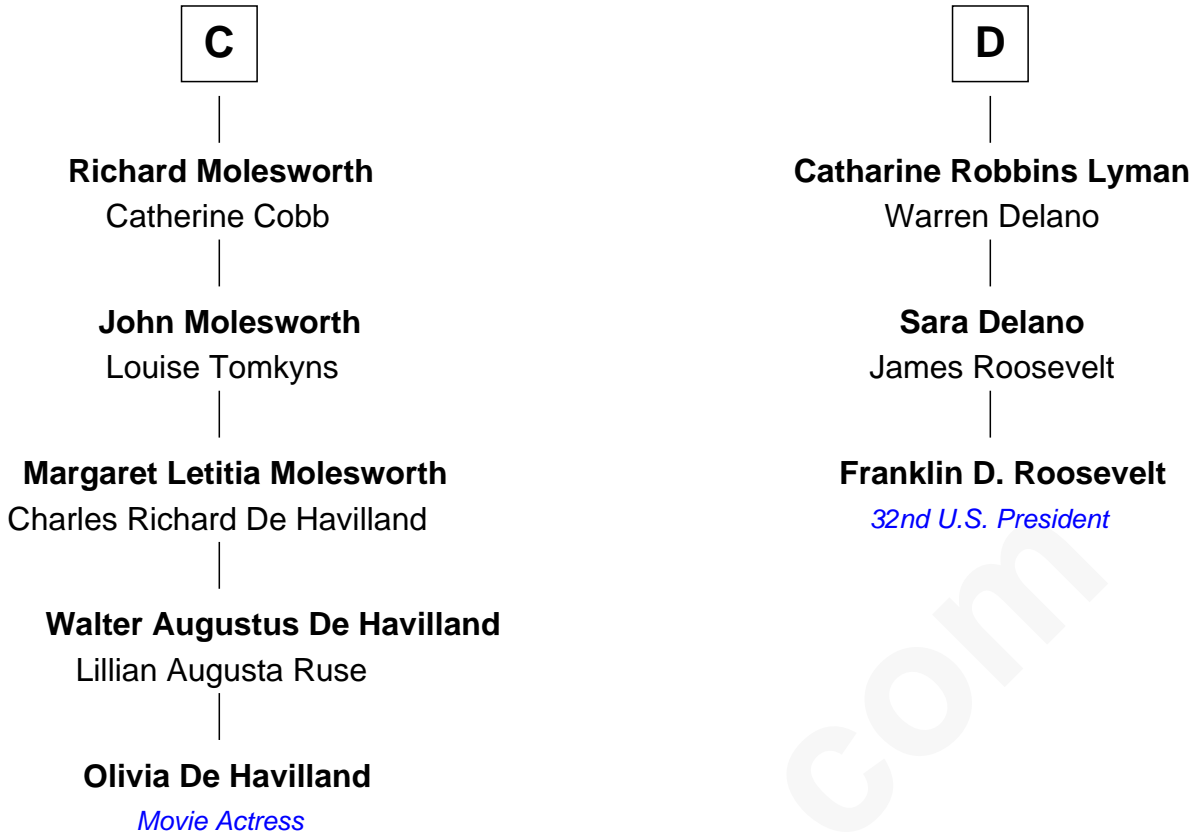 C
Richard Molesworth
Catherine Cobb
John Molesworth
Louise Tomkyns
Margaret Letitia Molesworth
Charles Richard De Havilland
Walter Augustus De Havilland
Lillian Augusta Ruse
Olivia De Havilland
Movie Actress
D
Catharine Robbins Lyman
Warren Delano
Sara Delano
James Roosevelt
Franklin D. Roosevelt
32nd U.S. President
com